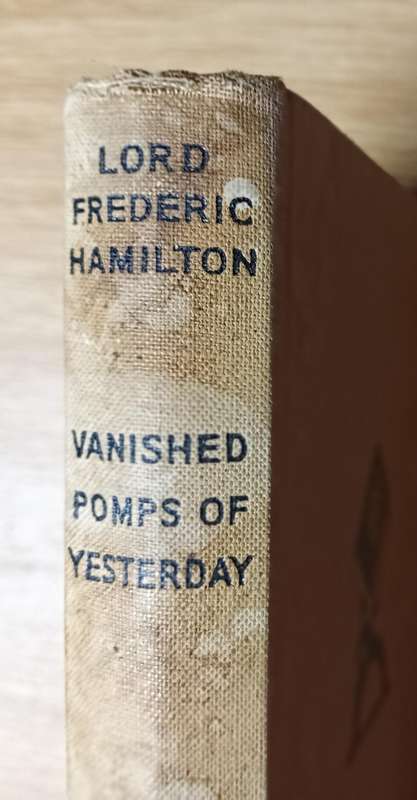 LORD
FREDERIC
HAMILTON
VANISHED
POMPS OF
YESTERDAY